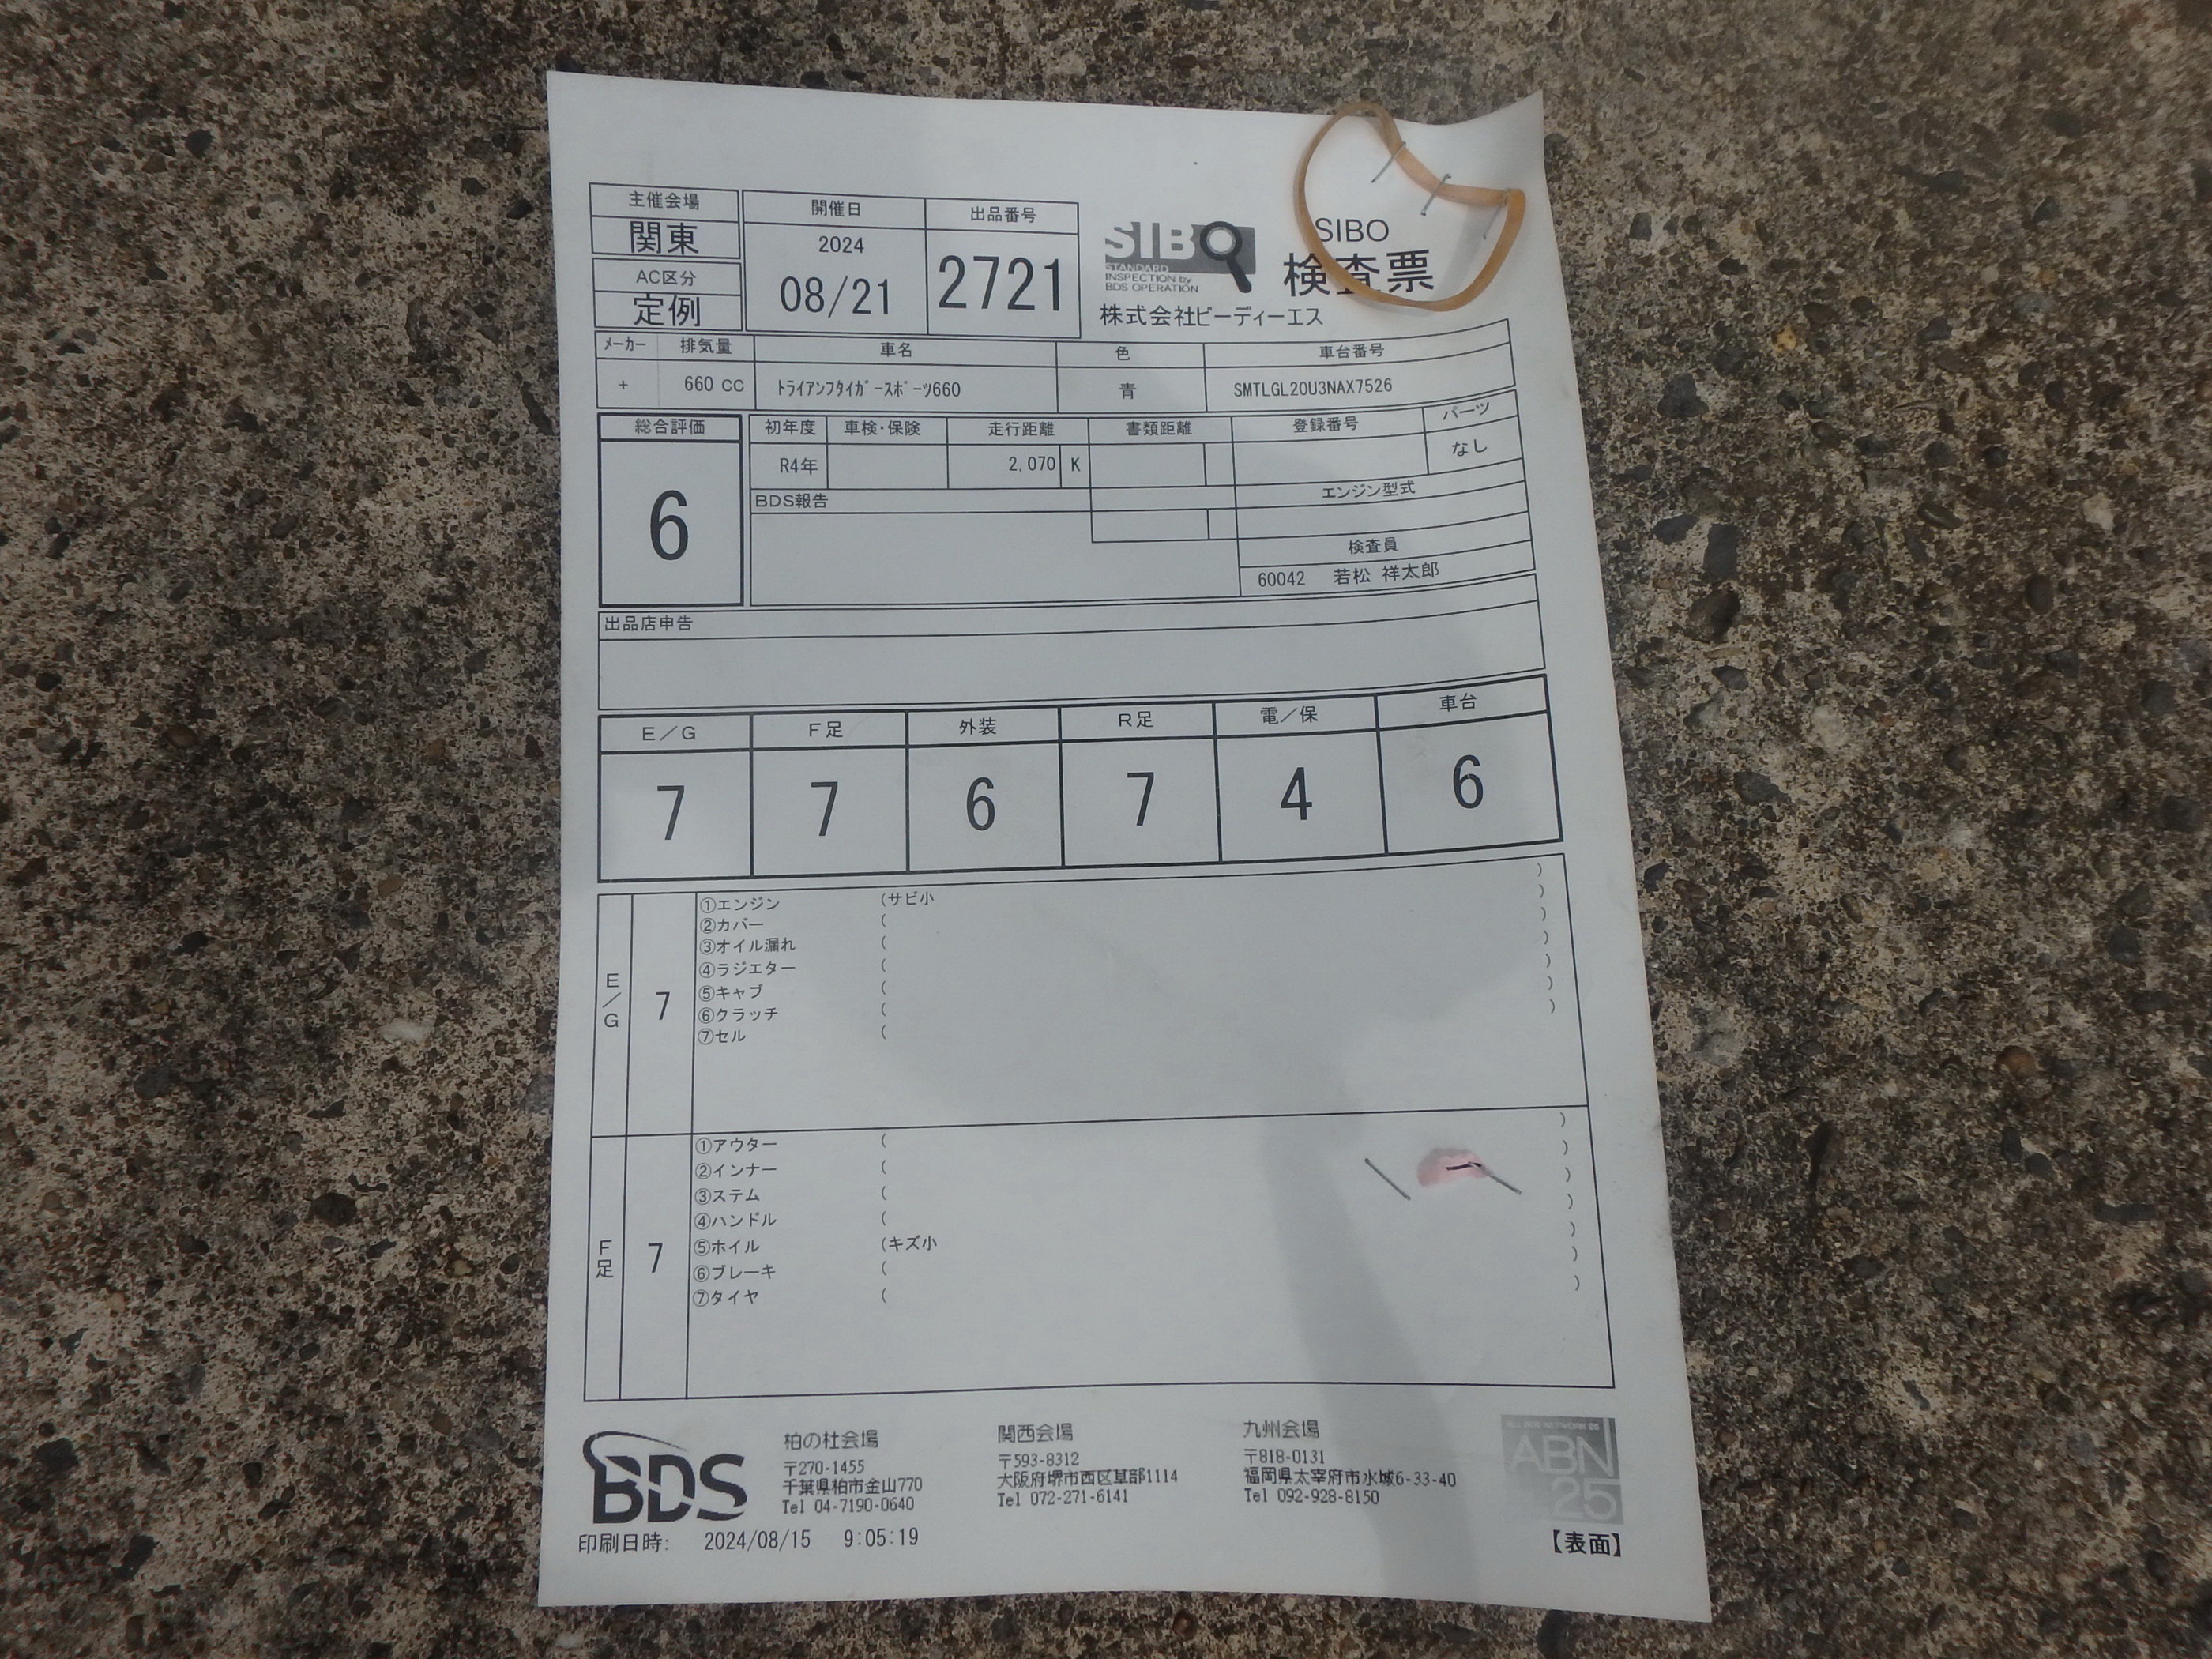 主催会場
関東
AC区分
定例
開催日
2024
08/21
出品番号
2721
SIBO
STANDARD
INSPECTION by
BDS OPERATION
SIBO
検査票
株式会社ビーディーエス
ﾒｰｶｰ 排気量 車名 色 車台番号
+ 660 CC ﾄﾗｲｱﾝﾌﾀｲｶﾞｰｽﾎﾟｰﾂ660 青 SMTLGL20U3NAX7526
総合評価
6
初年度 車検・保険 走行距離 書類距離 登録番号 パーツ
R4年 2,070 K なし
BDS報告 エンジン型式
検査員
60042 若松 祥太郎
出品店申告
E/G F足 外装 R足 電/保 車台
7 7 6 7 4 6
E/G
7
①エンジン (サビ小 )
②カバー ( )
③オイル漏れ ( )
④ラジエター ( )
⑤キャブ ( )
⑥クラッチ ( )
⑦セル ( )
F足
7
①アウター ( )
②インナー ( )
③ステム ( )
④ハンドル ( )
⑤ホイル (キズ小 )
⑥ブレーキ ( )
⑦タイヤ ( )
BDS
柏の杜会場
〒270-1455
千葉県柏市金山770
Tel 04-7190-0640
関西会場
〒593-8312
大阪府堺市西区草部1114
Tel 072-271-6141
九州会場
〒818-0131
福岡県太宰府市水城6-33-40
Tel 092-928-8150
ALL BDS NETWORK 25
ABN
25
印刷日時: 2024/08/15 9:05:19
【表面】